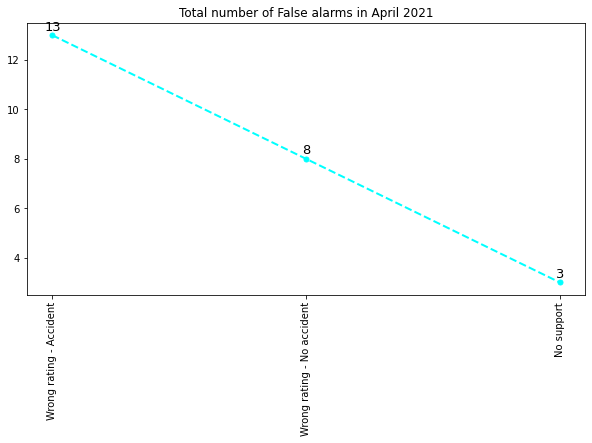 Total number of False alarms in April 2021
13
12
10
8
8
6
4
3
Wrong rating - Accident
Wrong rating - No accident
No support